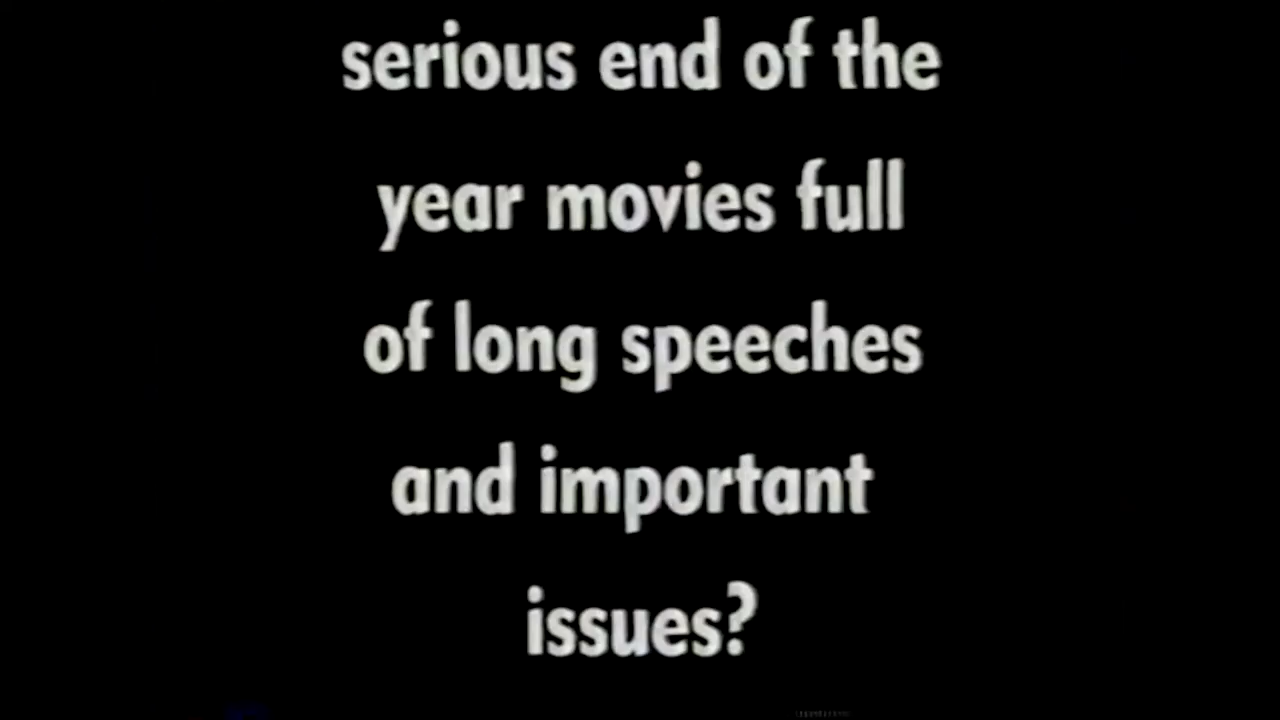 serious end of the
year movies full
of long speeches
and important
issues?